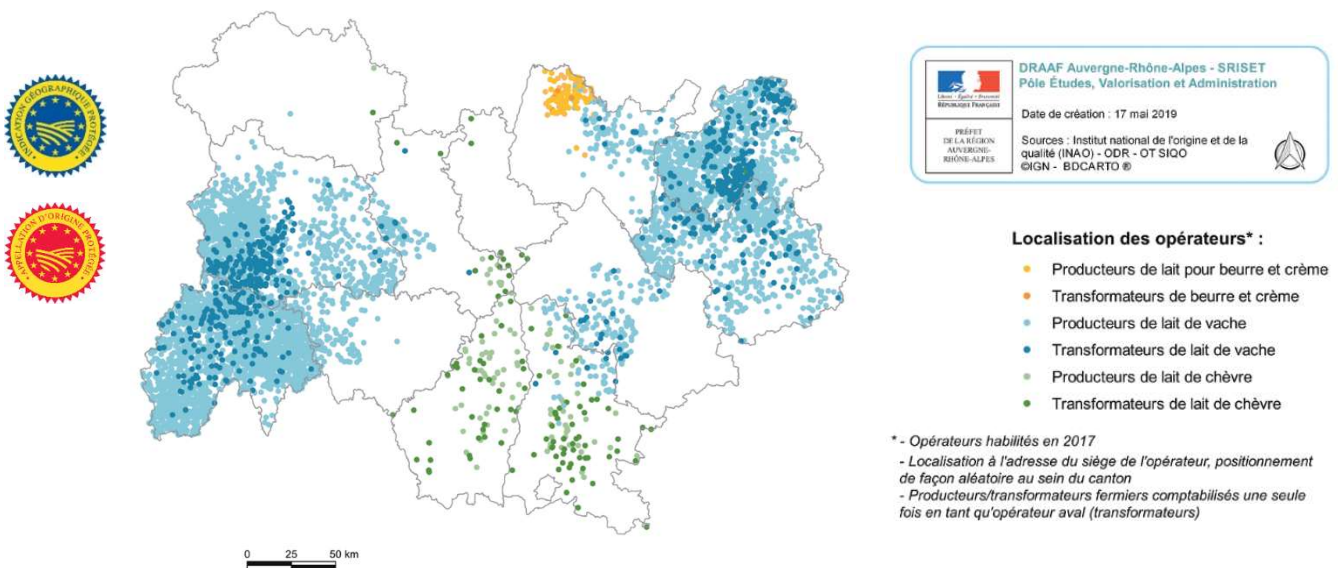 INDICATION GÉOGRAPHIQUE PROTÉGÉE
APPELLATION D'ORIGINE PROTÉGÉE
Liberté • Égalité • Fraternité
RÉPUBLIQUE FRANÇAISE
PRÉFET
DE LA RÉGION
AUVERGNE-
RHÔNE-ALPES
DRAAF Auvergne-Rhône-Alpes - SRISET
Pôle Études, Valorisation et Administration
Date de création : 17 mai 2019
Sources : Institut national de l'origine et de la
qualité (INAO) - ODR - OT SIQO
©IGN - BDCARTO ®
Localisation des opérateurs* :
Producteurs de lait pour beurre et crème
Transformateurs de beurre et crème
Producteurs de lait de vache
Transformateurs de lait de vache
Producteurs de lait de chèvre
Transformateurs de lait de chèvre
* - Opérateurs habilités en 2017
- Localisation à l'adresse du siège de l'opérateur, positionnement
de façon aléatoire au sein du canton
- Producteurs/transformateurs fermiers comptabilisés une seule
fois en tant qu'opérateur aval (transformateurs)
0 25 50 km